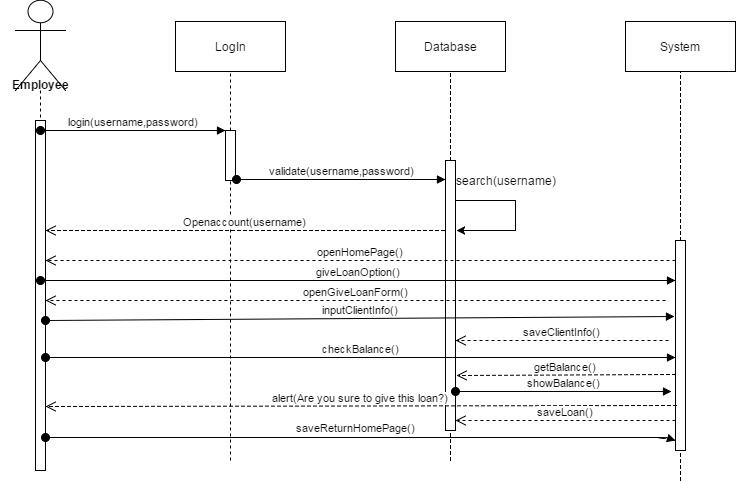 LogIn
Database
System
Employee
login(username,password)
validate(username,password)
search(username)
Openaccount(username)
openHomePage()
giveLoanOption()
openGiveLoanForm()
inputClientInfo()
saveClientInfo()
checkBalance()
getBalance()
showBalance()
alert(Are you sure to give this loan?)
saveLoan()
saveReturnHomePage()